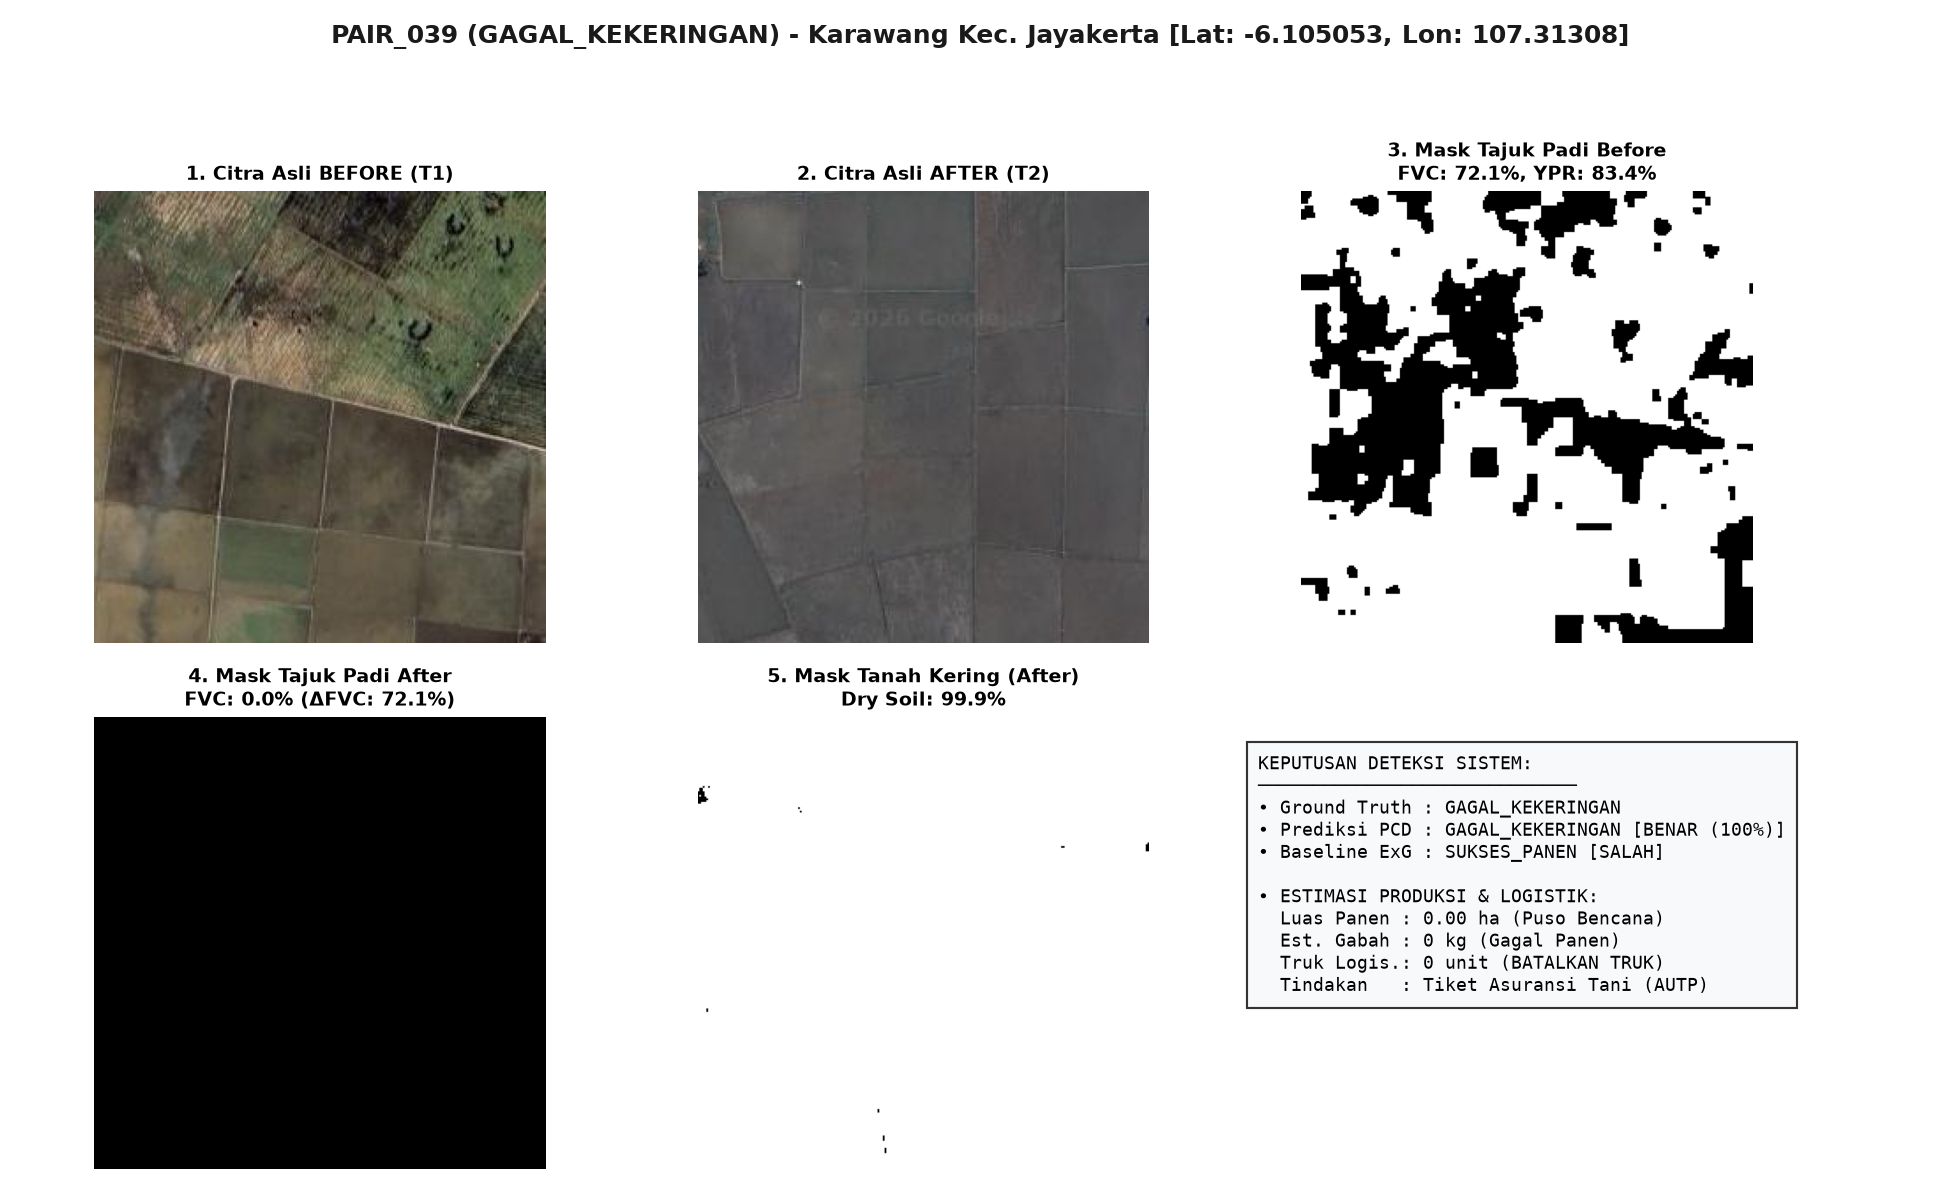 PAIR_039 (GAGAL_KEKERINGAN) - Karawang Kec. Jayakerta [Lat: -6.105053, Lon: 107.31308]
1. Citra Asli BEFORE (T1)
2. Citra Asli AFTER (T2)
3. Mask Tajuk Padi Before
FVC: 72.1%, YPR: 83.4%
© 2026 Google
4. Mask Tajuk Padi After
FVC: 0.0% (ΔFVC: 72.1%)
5. Mask Tanah Kering (After)
Dry Soil: 99.9%
KEPUTUSAN DETEKSI SISTEM:
• Ground Truth : GAGAL_KEKERINGAN
• Prediksi PCD : GAGAL_KEKERINGAN [BENAR (100%)]
• Baseline ExG : SUKSES_PANEN [SALAH]
• ESTIMASI PRODUKSI & LOGISTIK:
Luas Panen : 0.00 ha (Puso Bencana)
Est. Gabah : 0 kg (Gagal Panen)
Truk Logis.: 0 unit (BATALKAN TRUK)
Tindakan : Tiket Asuransi Tani (AUTP)